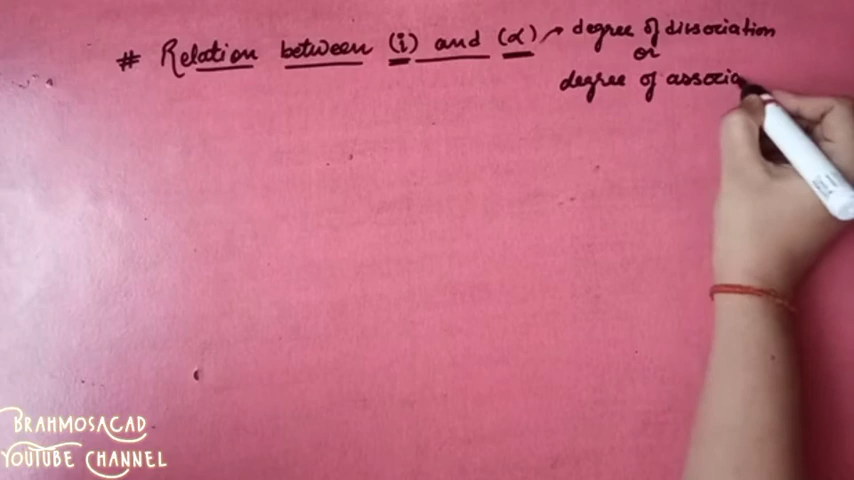 # Relation between (i) and (α) → degree of dissociation
or
degree of associa
BRAHMOSACAD
YOUTUBE CHANNEL